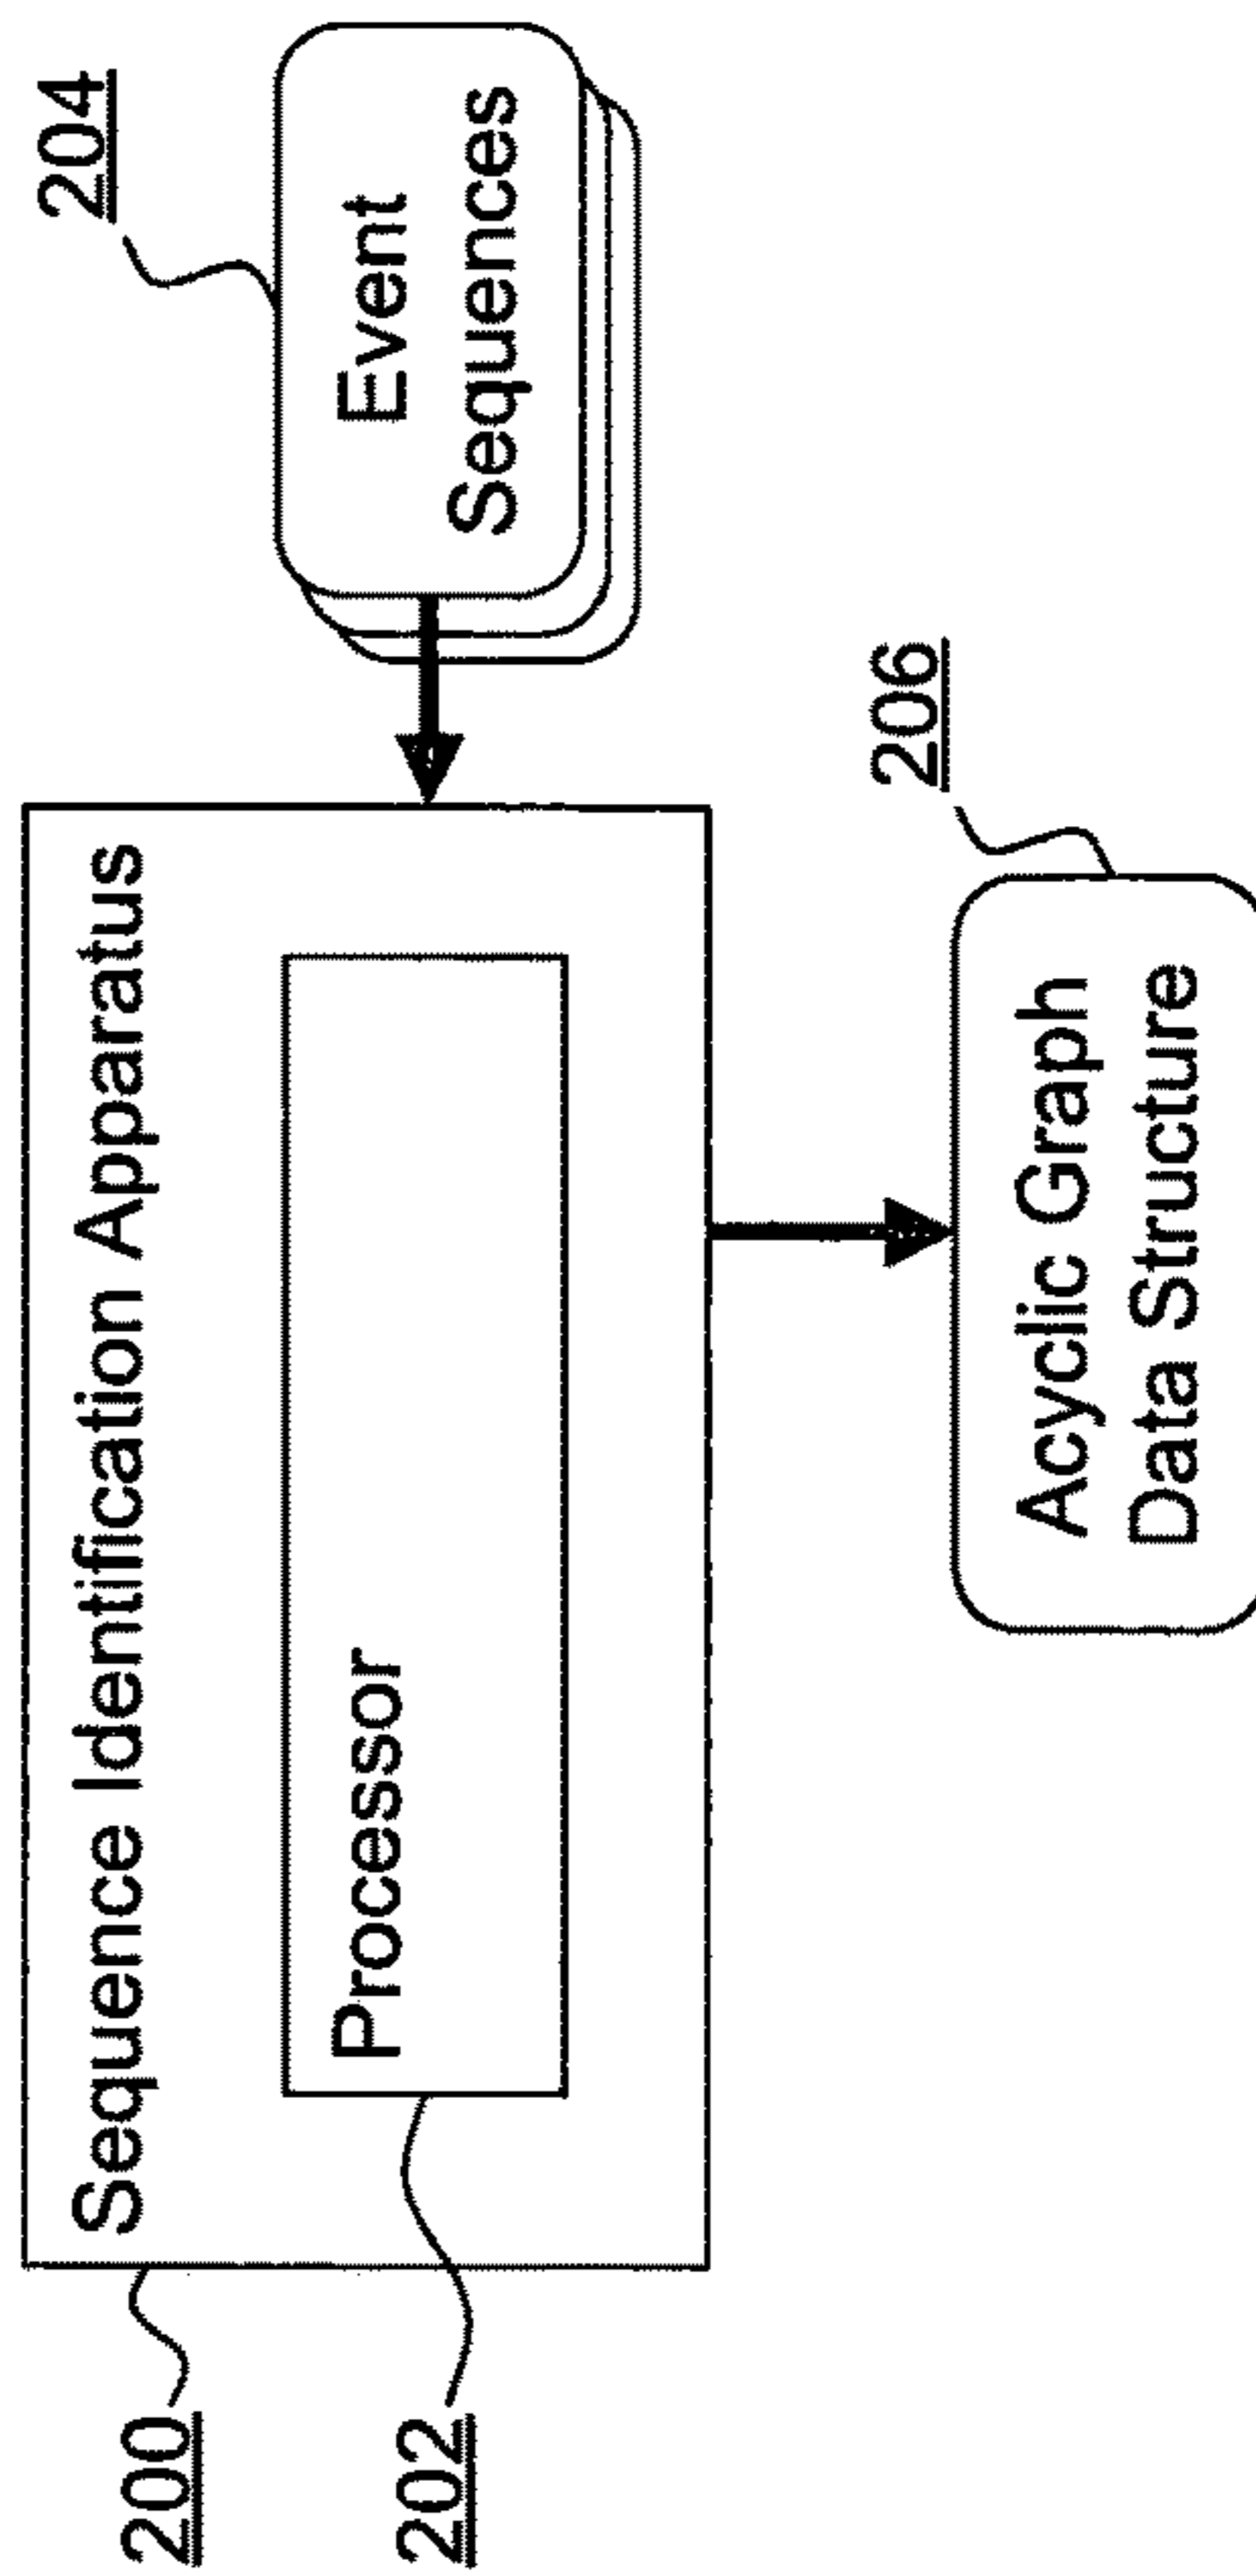 200
Sequence Identification Apparatus
202
Processor
204
Event
Sequences
206
Acyclic Graph
Data Structure